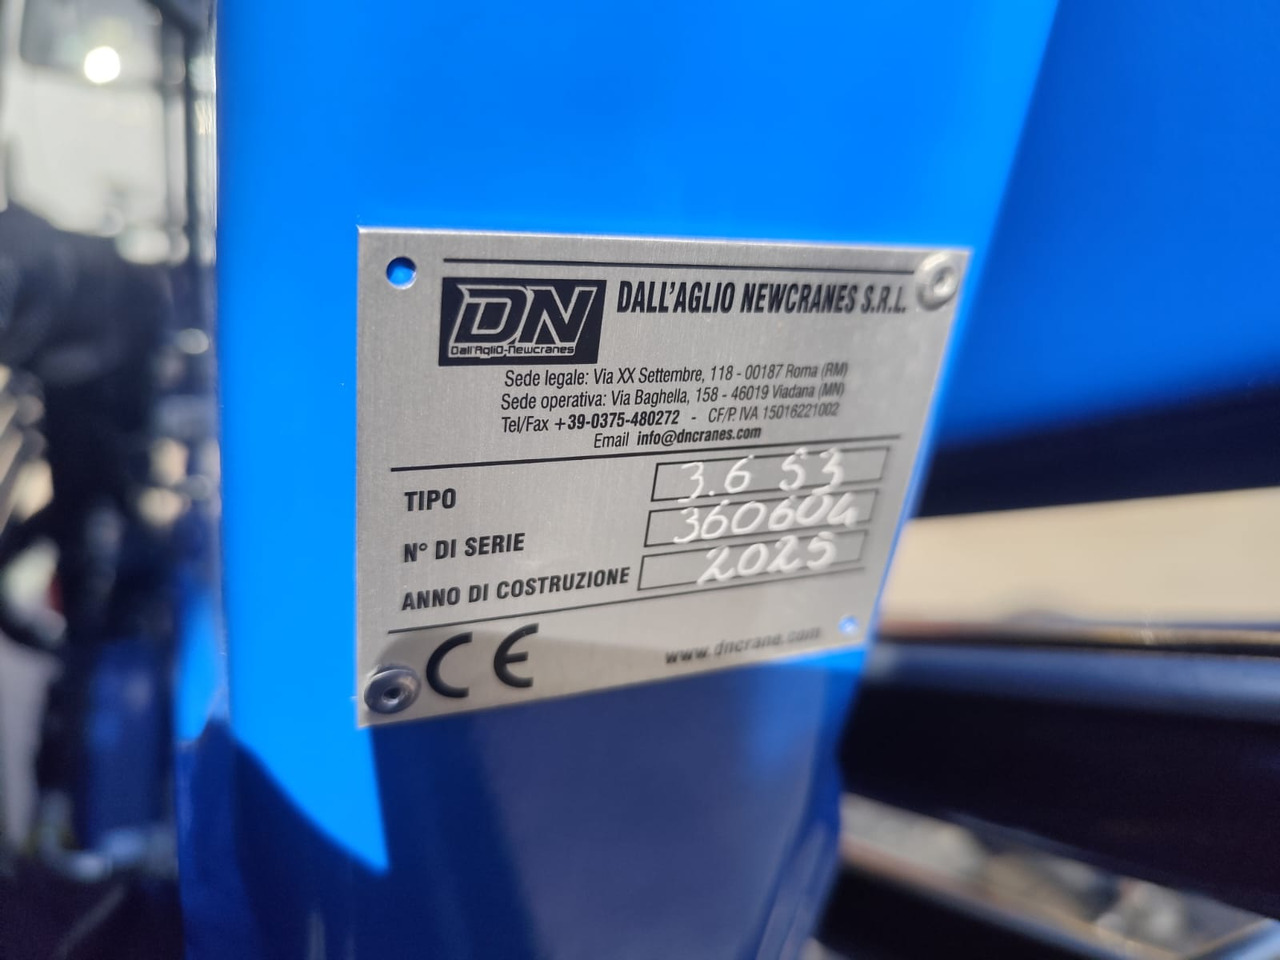 DN
Dall'Aglio-Newcranes
DALL'AGLIO NEWCRANES S.R.L.
Sede legale: Via XX Settembre, 118 - 00187 Roma (RM)
Sede operativa: Via Baghella, 158 - 46019 Viadana (MN)
Tel/Fax +39-0375-480272 - CF/P. IVA 15016221002
Email info@dncranes.com
TIPO 3.6 S3
N° DI SERIE 360604
ANNO DI COSTRUZIONE 2025
CE
www.dncrane.com